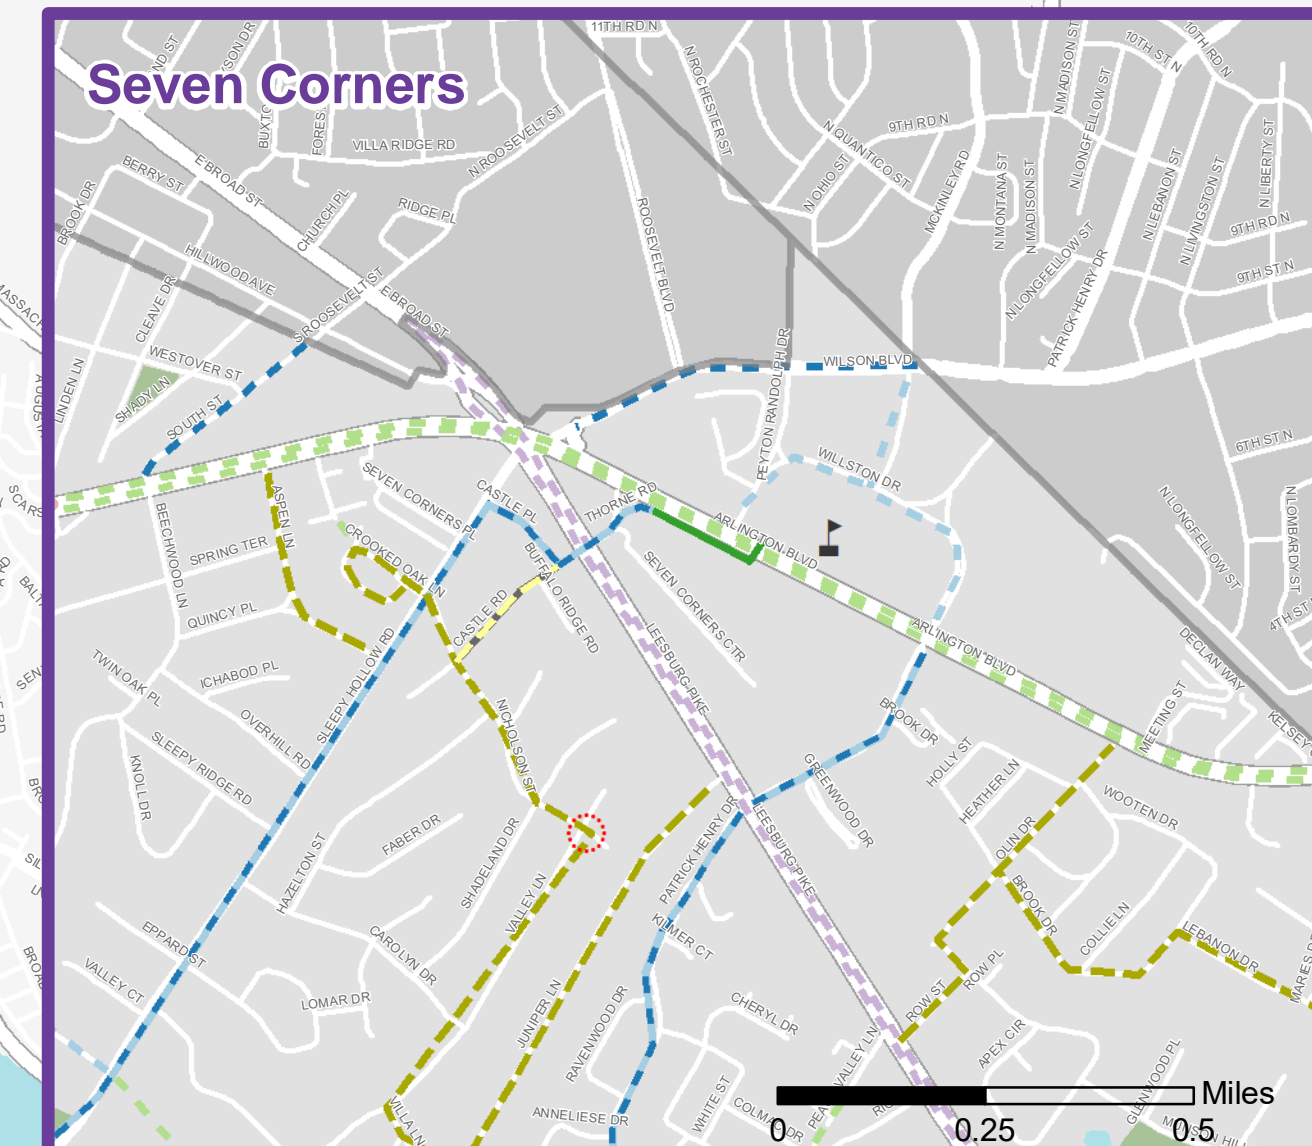 Seven Corners
11TH RD N
N ROCHESTER ST
N MADISON ST
10TH ST N
10TH RD N
N LONGFELLOW ST
VILLA RIDGE RD
N ROOSEVELT ST
9TH RD N
N QUANTICO ST
N OHIO ST
MCKINLEY RD
N MONTANA ST
N MADISON ST
N LEBANON ST
N LIVINGSTON ST
N LIBERTY ST
BERRY ST
E BROAD ST
CHURCH PL
RIDGE PL
BROOK DR
HILLWOOD AVE
ROOSEVELT BLVD
N LONGFELLOW ST
PATRICK HENRY DR
9TH RD N
9TH ST N
S ROOSEVELT ST
E BROAD ST
CLEAVE DR
WESTOVER ST
LINDEN LN
SHADY LN
SOUTH ST
PEYTON RANDOLPH DR
WILSON BLVD
WILLSTON DR
6TH ST N
N LONGFELLOW ST
N LOMBARDY ST
4TH ST
SEVEN CORNERS PL
CASTLE PL
THORNE RD
ARLINGTON BLVD
ASPEN LN
BEECHWOOD LN
SPRING TER
CROOKED OAK LN
BUFFALO RIDGE RD
SEVEN CORNERS CTR
QUINCY PL
CASTLE RD
LEESBURG PIKE
ARLINGTON BLVD
DECLAN WAY
TWIN OAK PL
ICHABOD PL
SLEEPY HOLLOW RD
OVERHILL RD
SLEEPY RIDGE RD
KNOLL DR
NICHOLSON ST
BROOK DR
MEETING ST
HOLLY ST
HEATHER LN
GREENWOOD DR
WOOTEN DR
OLIN DR
FABER DR
SHADELAND DR
HAZELTON ST
PATRICK HENRY DR
LEESBURG PIKE
VALLEY LN
KILMER CT
BROOK DR
COLLIE LN
LEBANON DR
EPPARD ST
VALLEY CT
CAROLYN DR
LOMAR DR
JUNIPER LN
RAVENWOOD DR
CHERYL DR
ROW ST
ROW PL
APEX CIR
VILLA LN
ANNELIESE DR
WHITE ST
GLENWOOD PL
Miles
0
0.25
0.5